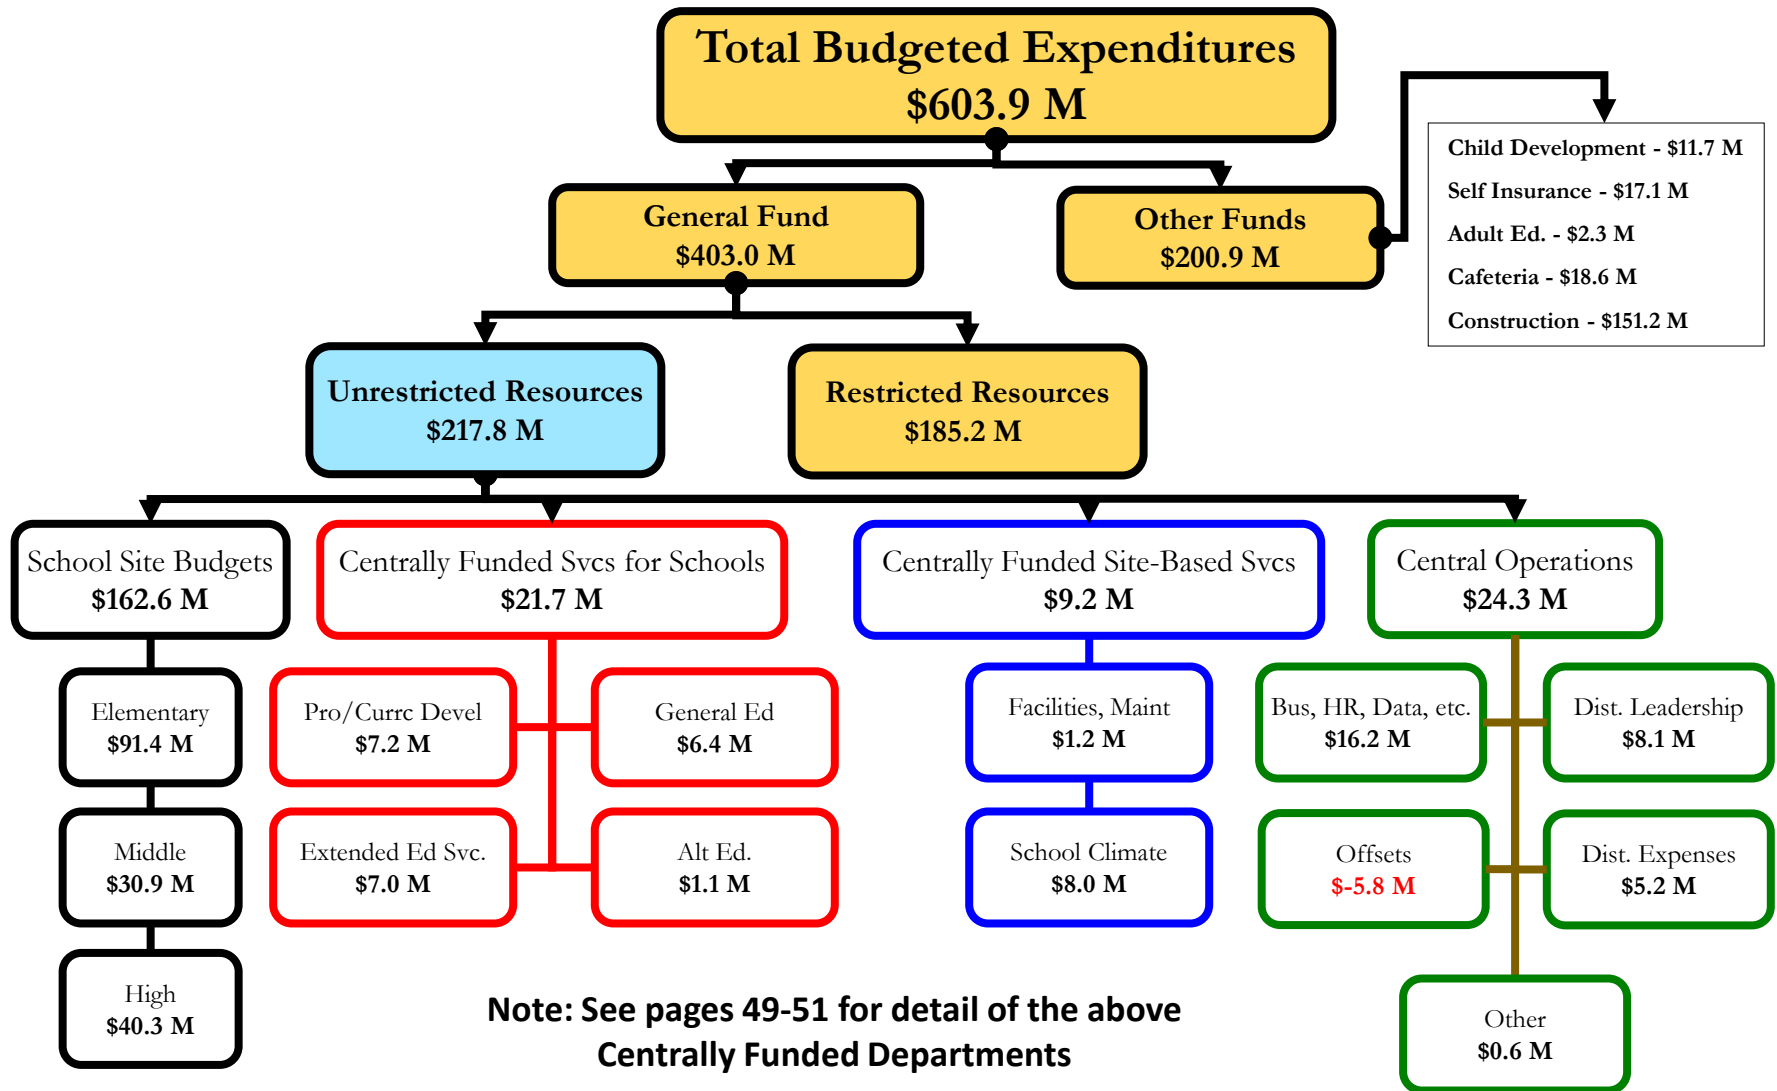 Total Budgeted Expenditures
$603.9 M
Child Development - $11.7 M
Self Insurance - $17.1 M
Adult Ed. - $2.3 M
Cafeteria - $18.6 M
Construction - $151.2 M
General Fund
$403.0 M
Other Funds
$200.9 M
Unrestricted Resources
$217.8 M
Restricted Resources
$185.2 M
School Site Budgets
$162.6 M
Centrally Funded Svcs for Schools
$21.7 M
Centrally Funded Site-Based Svcs
$9.2 M
Central Operations
$24.3 M
Elementary
$91.4 M
Pro/Currc Devel
$7.2 M
General Ed
$6.4 M
Facilities, Maint
$1.2 M
Bus, HR, Data, etc.
$16.2 M
Dist. Leadership
$8.1 M
Middle
$30.9 M
Extended Ed Svc.
$7.0 M
Alt Ed.
$1.1 M
School Climate
$8.0 M
Offsets
$-5.8 M
Dist. Expenses
$5.2 M
High
$40.3 M
Other
$0.6 M
Note: See pages 49-51 for detail of the above
Centrally Funded Departments